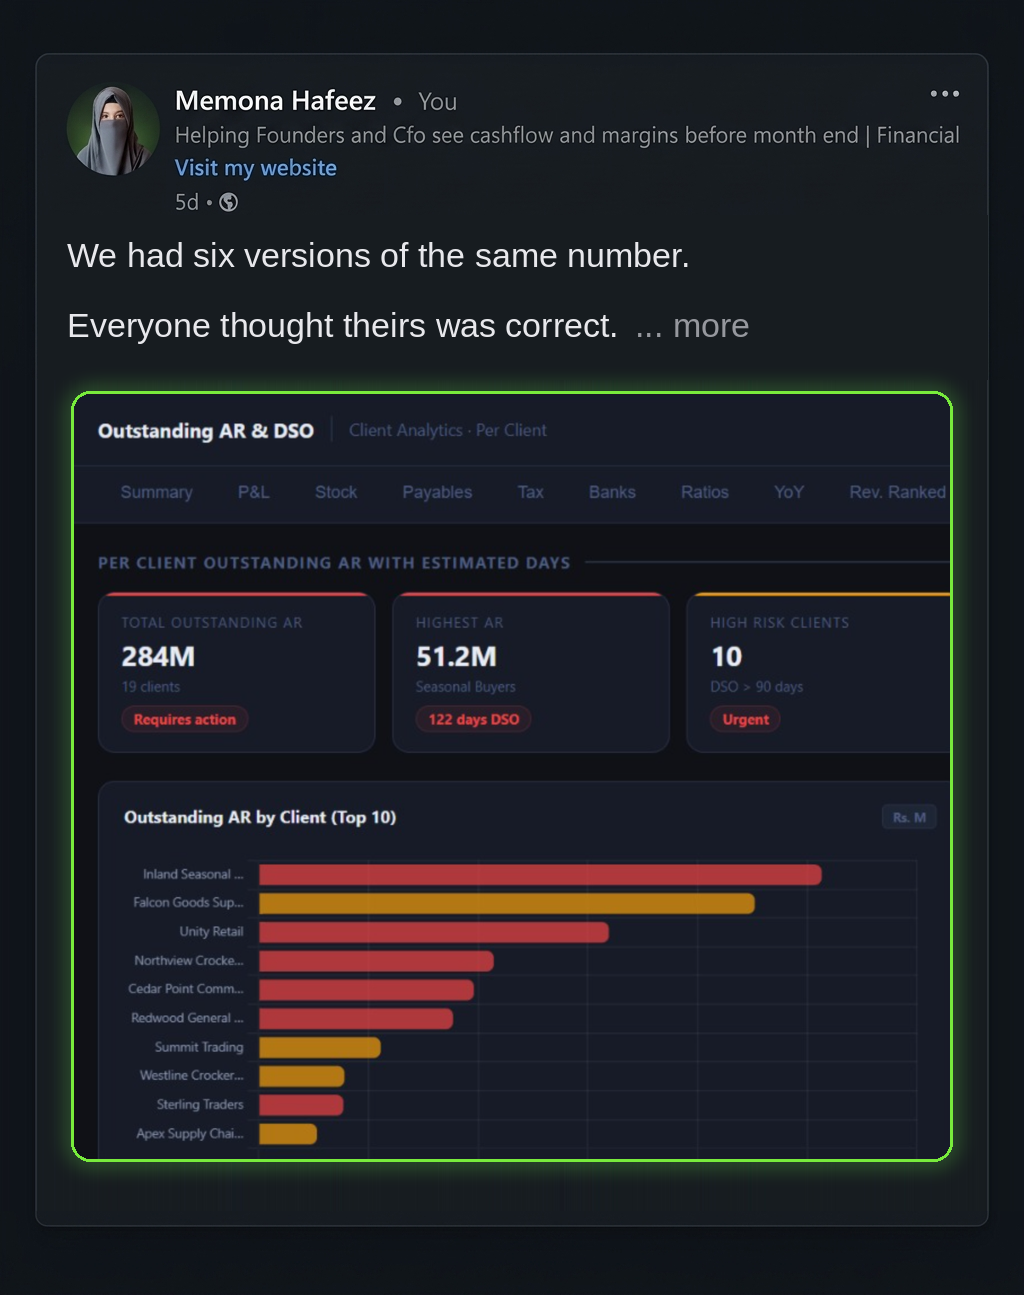 Memona Hafeez • You
Helping Founders and Cfo see cashflow and margins before month end | Financial
Visit my website
5d •
We had six versions of the same number.
Everyone thought theirs was correct. ... more
Outstanding AR & DSO | Client Analytics · Per Client
Summary P&L Stock Payables Tax Banks Ratios YoY Rev. Ranked
PER CLIENT OUTSTANDING AR WITH ESTIMATED DAYS
TOTAL OUTSTANDING AR
284M
19 clients
Requires action
HIGHEST AR
51.2M
Seasonal Buyers
122 days DSO
HIGH RISK CLIENTS
10
DSO > 90 days
Urgent
Outstanding AR by Client (Top 10)
Rs. M
Inland Seasonal ...
Falcon Goods Sup...
Unity Retail
Northview Crocke...
Cedar Point Comm...
Redwood General ...
Summit Trading
Westline Crocker...
Sterling Traders
Apex Supply Chai...